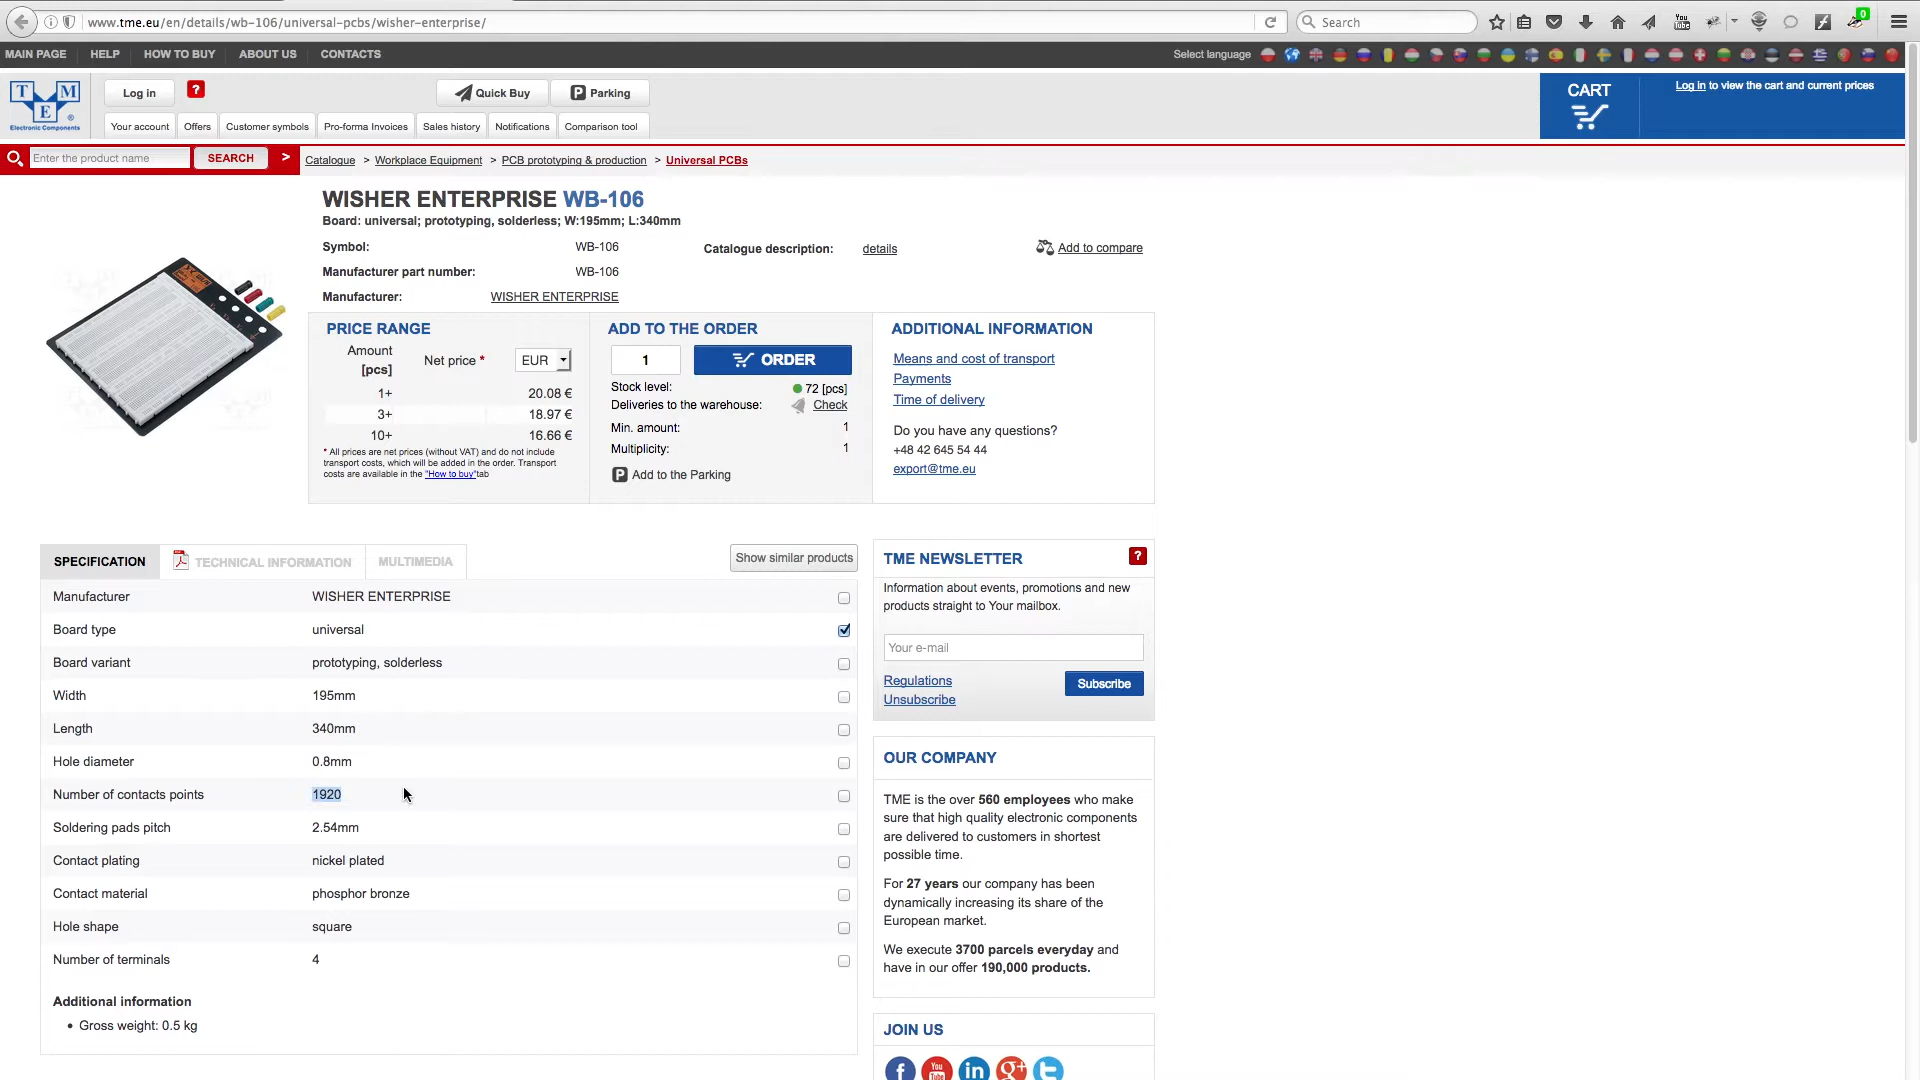 www.tme.eu/en/details/wb-106/universal-pcbs/wisher-enterprise/
Search
0
MAIN PAGE HELP HOW TO BUY ABOUT US CONTACTS
Select language
T M E ®
Electronic Components
Log in ?
Quick Buy P Parking
CART
Log in to view the cart and current prices
Your account Offers Customer symbols Pro-forma Invoices Sales history Notifications Comparison tool
Enter the product name SEARCH >
Catalogue > Workplace Equipment > PCB prototyping & production > Universal PCBs
WISHER ENTERPRISE WB-106
Board: universal; prototyping, solderless; W:195mm; L:340mm
Symbol: WB-106
Catalogue description: details
Add to compare
Manufacturer part number: WB-106
Manufacturer: WISHER ENTERPRISE
PRICE RANGE
Amount
[pcs]
Net price * EUR
1+ 20.08 €
3+ 18.97 €
10+ 16.66 €
* All prices are net prices (without VAT) and do not include
transport costs, which will be added in the order. Transport
costs are available in the "How to buy"tab
ADD TO THE ORDER
1 ORDER
Stock level: 72 [pcs]
Deliveries to the warehouse: Check
Min. amount: 1
Multiplicity: 1
P Add to the Parking
ADDITIONAL INFORMATION
Means and cost of transport
Payments
Time of delivery
Do you have any questions?
+48 42 645 54 44
export@tme.eu
SPECIFICATION TECHNICAL INFORMATION MULTIMEDIA
Show similar products
Manufacturer WISHER ENTERPRISE
Board type universal
Board variant prototyping, solderless
Width 195mm
Length 340mm
Hole diameter 0.8mm
Number of contacts points 1920
Soldering pads pitch 2.54mm
Contact plating nickel plated
Contact material phosphor bronze
Hole shape square
Number of terminals 4
Additional information
• Gross weight: 0.5 kg
TME NEWSLETTER ?
Information about events, promotions and new
products straight to Your mailbox.
Your e-mail
Regulations
Unsubscribe
Subscribe
OUR COMPANY
TME is the over 560 employees who make
sure that high quality electronic components
are delivered to customers in shortest
possible time.
For 27 years our company has been
dynamically increasing its share of the
European market.
We execute 3700 parcels everyday and
have in our offer 190,000 products.
JOIN US
f You Tube in g+